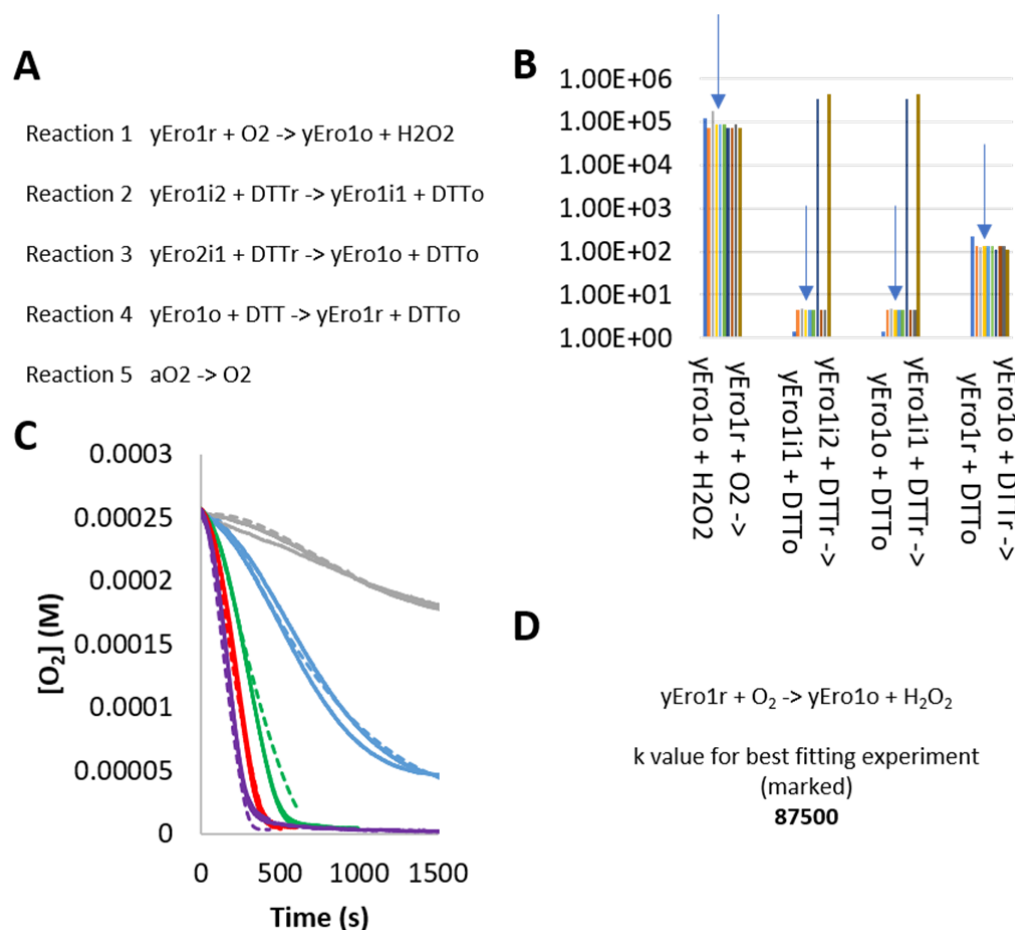 A
Reaction 1 yEro1r + O2 -> yEro1o + H2O2
Reaction 2 yEro1i2 + DTTr -> yEro1i1 + DTTo
Reaction 3 yEro2i1 + DTTr -> yEro1o + DTTo
Reaction 4 yEro1o + DTT -> yEro1r + DTTo
Reaction 5 aO2 -> O2
B
1.00E+06
1.00E+05
1.00E+04
1.00E+03
1.00E+02
1.00E+01
1.00E+00
yEro1r + O2 ->
yEro1o + H2O2
yEro1i2 + DTTr ->
yEro1i1 + DTTo
yEro1i1 + DTTr ->
yEro1o + DTTo
yEro1o + DTTr ->
yEro1r + DTTo
C
0.0003
0.00025
0.0002
0.00015
0.0001
0.00005
0
[O₂] (M)
0 500 1000 1500
Time (s)
D
yEro1r + O₂ -> yEro1o + H₂O₂
k value for best fitting experiment
(marked)
87500